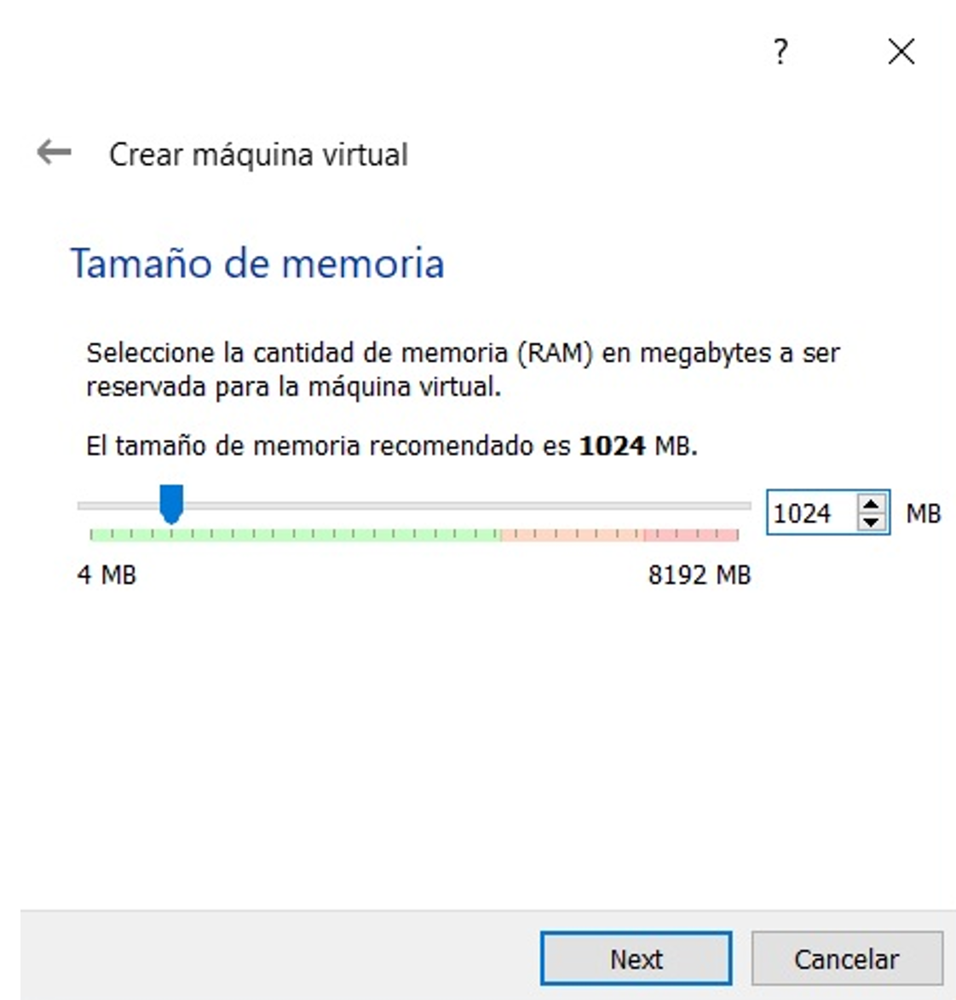 ?
Crear máquina virtual
Tamaño de memoria
Seleccione la cantidad de memoria (RAM) en megabytes a ser
reservada para la máquina virtual.
El tamaño de memoria recomendado es 1024 MB.
1024 MB
4 MB 8192 MB
Next Cancelar